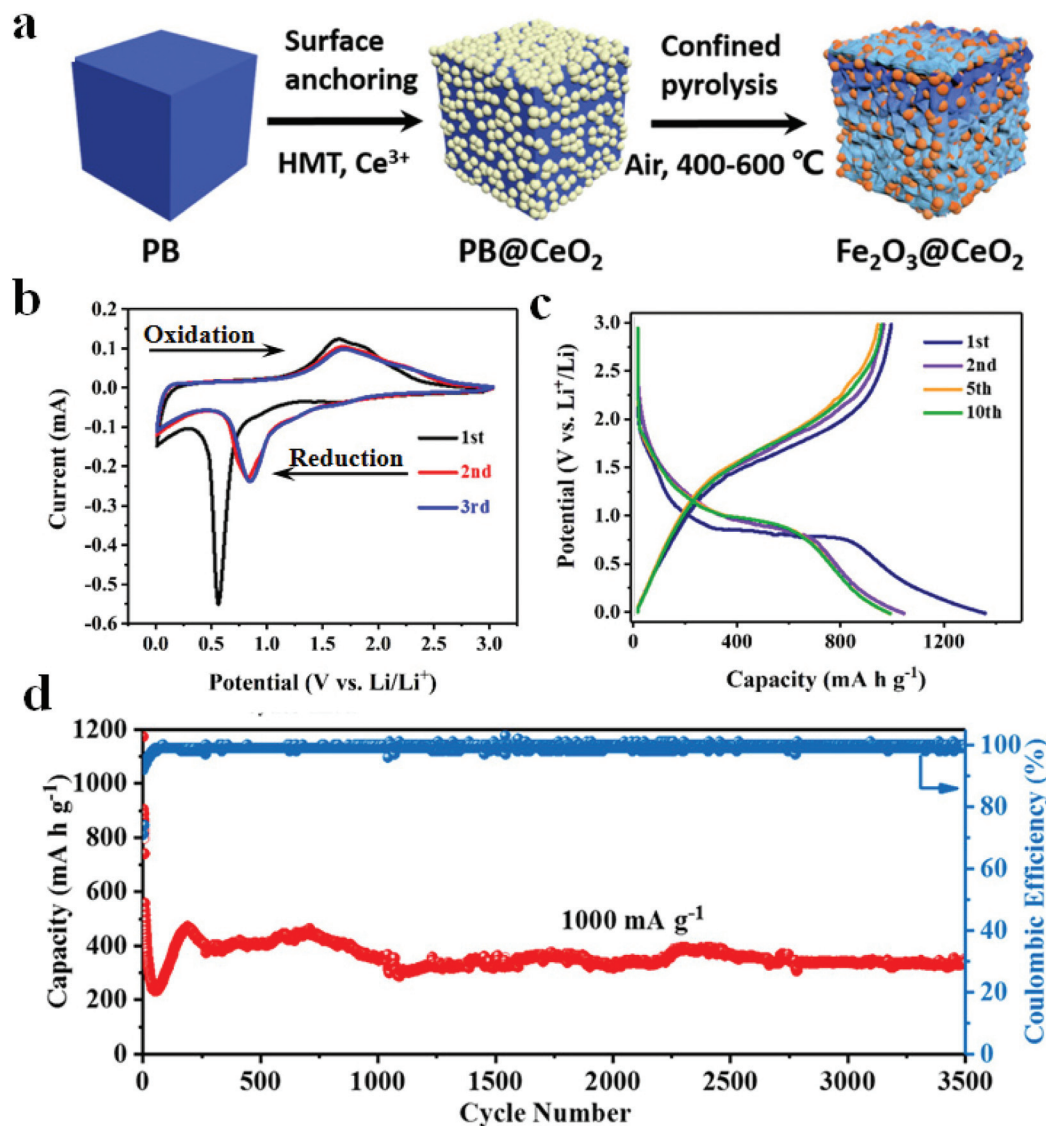 a
Surface
anchoring
HMT, Ce³⁺
Confined
pyrolysis
Air, 400-600 ℃
PB
PB@CeO₂
Fe₂O₃@CeO₂
b
Oxidation
Reduction
1st
2nd
3rd
0.2
0.1
0.0
-0.1
-0.2
-0.3
-0.4
-0.5
-0.6
Current (mA)
0.0
0.5
1.0
1.5
2.0
2.5
3.0
Potential (V vs. Li/Li⁺)
c
1st
2nd
5th
10th
3.0
2.5
2.0
1.5
1.0
0.5
0.0
Potential (V vs. Li⁺/Li)
0
400
800
1200
Capacity (mA h g⁻¹)
d
1200
1000
800
600
400
200
0
Capacity (mA h g⁻¹)
1000 mA g⁻¹
100
80
60
40
20
0
Coulombic Efficiency (%)
0
500
1000
1500
2000
2500
3000
3500
Cycle Number